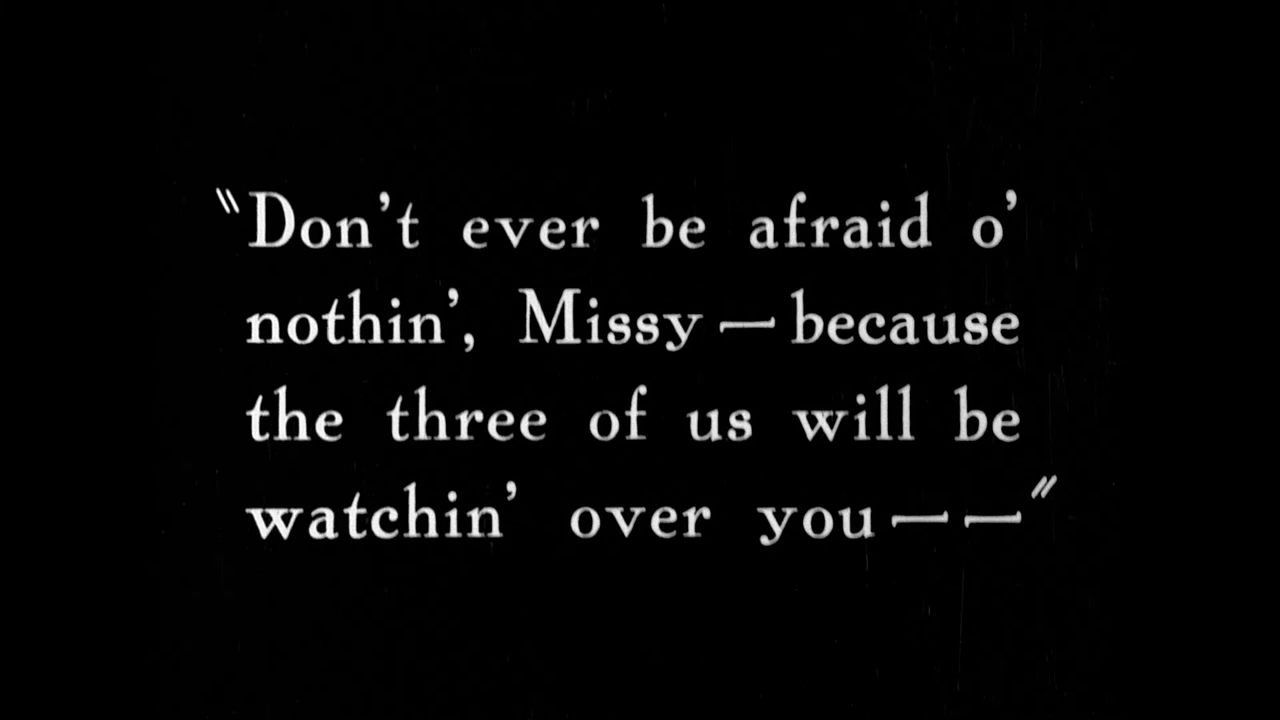 "Don't ever be afraid o'
nothin', Missy — because
the three of us will be
watchin' over you — —"